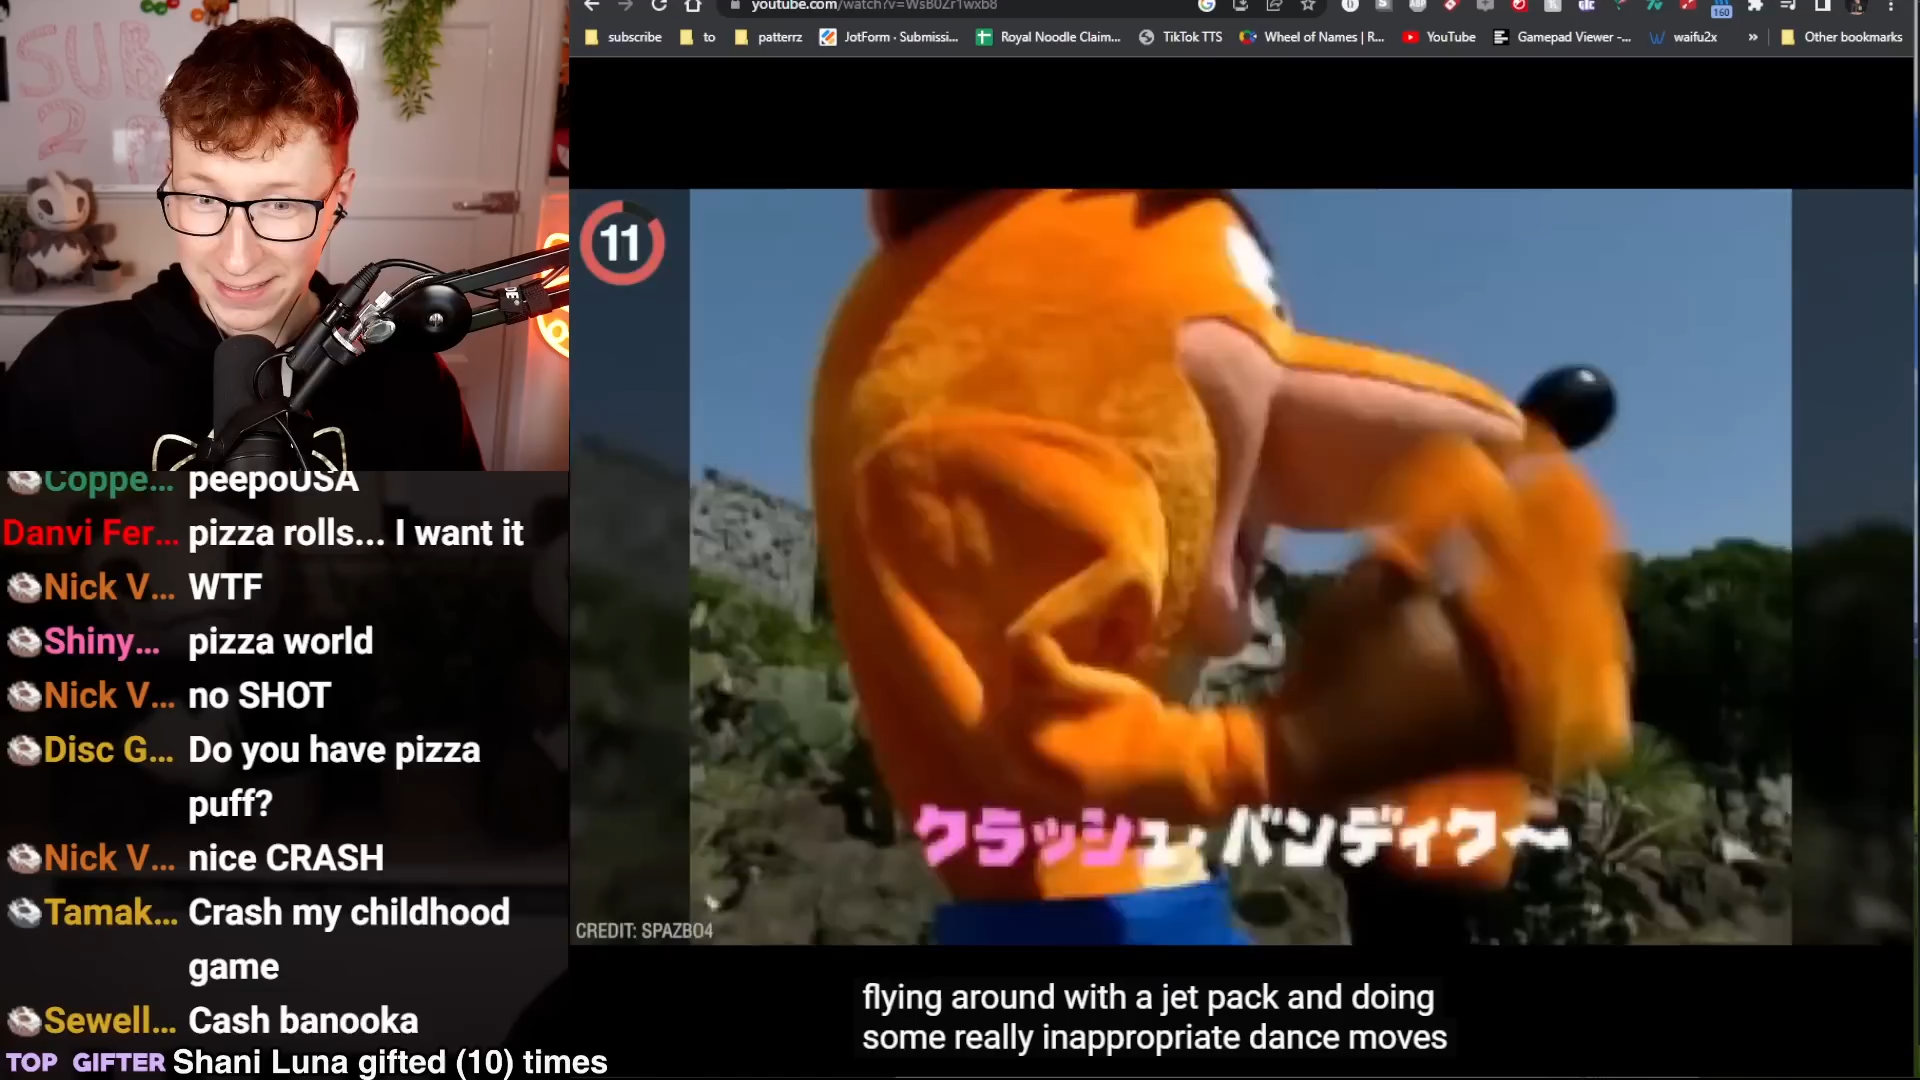 SUB
2
youtube.com/watch?v=WsB0Zr1wxb8
subscribe to patterrz JotForm - Submissi... Royal Noodle Claim... TikTok TTS Wheel of Names | R... YouTube Gamepad Viewer -... waifu2x » Other bookmarks
160
11
Coppe... peepoUSA
Danvi Fer... pizza rolls... I want it
Nick V... WTF
Shiny... pizza world
Nick V... no SHOT
Disc G... Do you have pizza
puff?
Nick V... nice CRASH
Tamak... Crash my childhood
game
Sewell... Cash banooka
TOP GIFTER Shani Luna gifted (10) times
クラッシュ・バンディク〜
CREDIT: SPAZBO4
flying around with a jet pack and doing
some really inappropriate dance moves